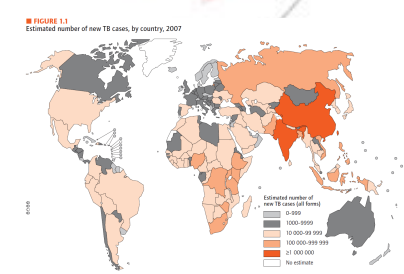 FIGURE 1.1
Estimated number of new TB cases, by country, 2007
Estimated number of
new TB cases (all forms)
0–999
1000–9999
10 000–99 999
100 000–999 999
≥1 000 000
No estimate